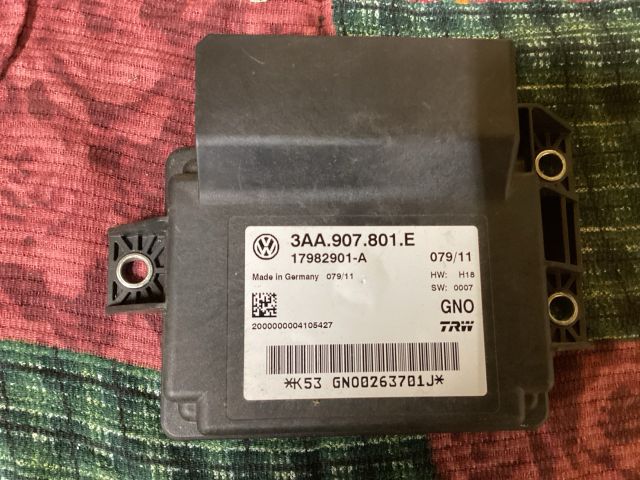 3AA.907.801.E
17982901-A 079/11
Made in Germany 079/11 HW: H18
SW: 0007
GNO
2000000004105427 TRW
*K53 GNO0263701J*